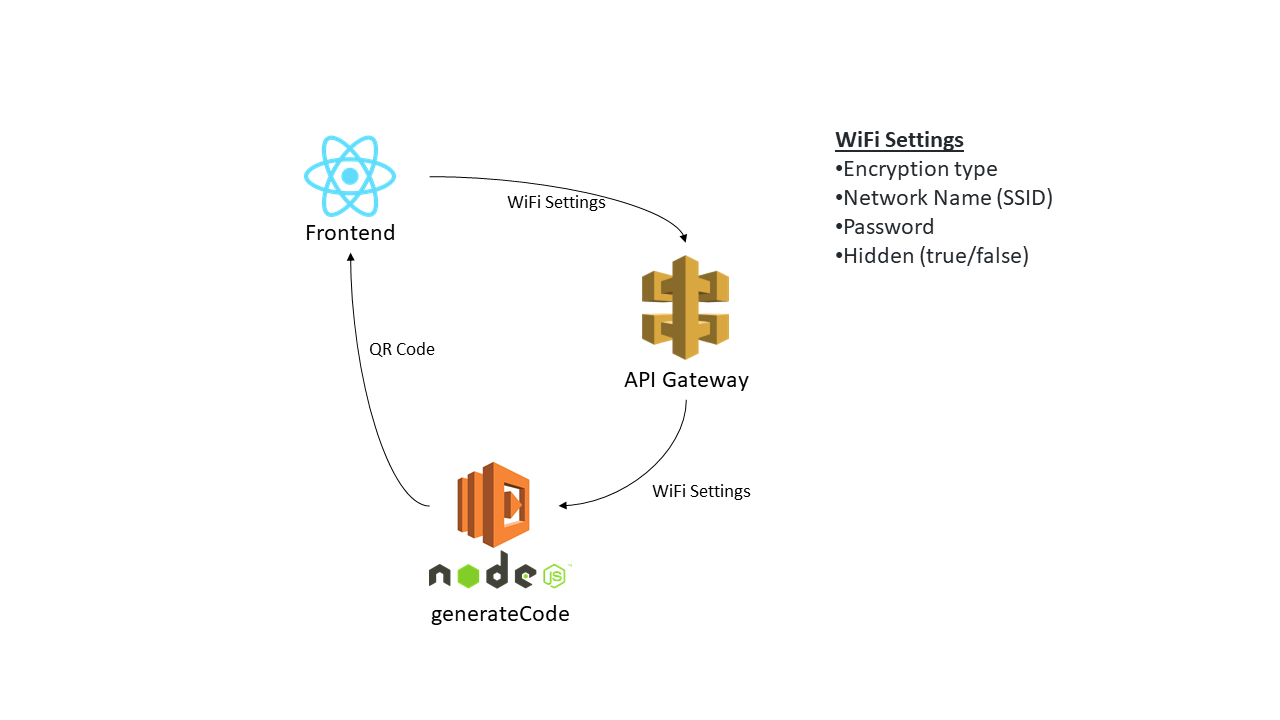 WiFi Settings
•Encryption type
•Network Name (SSID)
•Password
•Hidden (true/false)
WiFi Settings
Frontend
QR Code
API Gateway
WiFi Settings
node JS™
generateCode